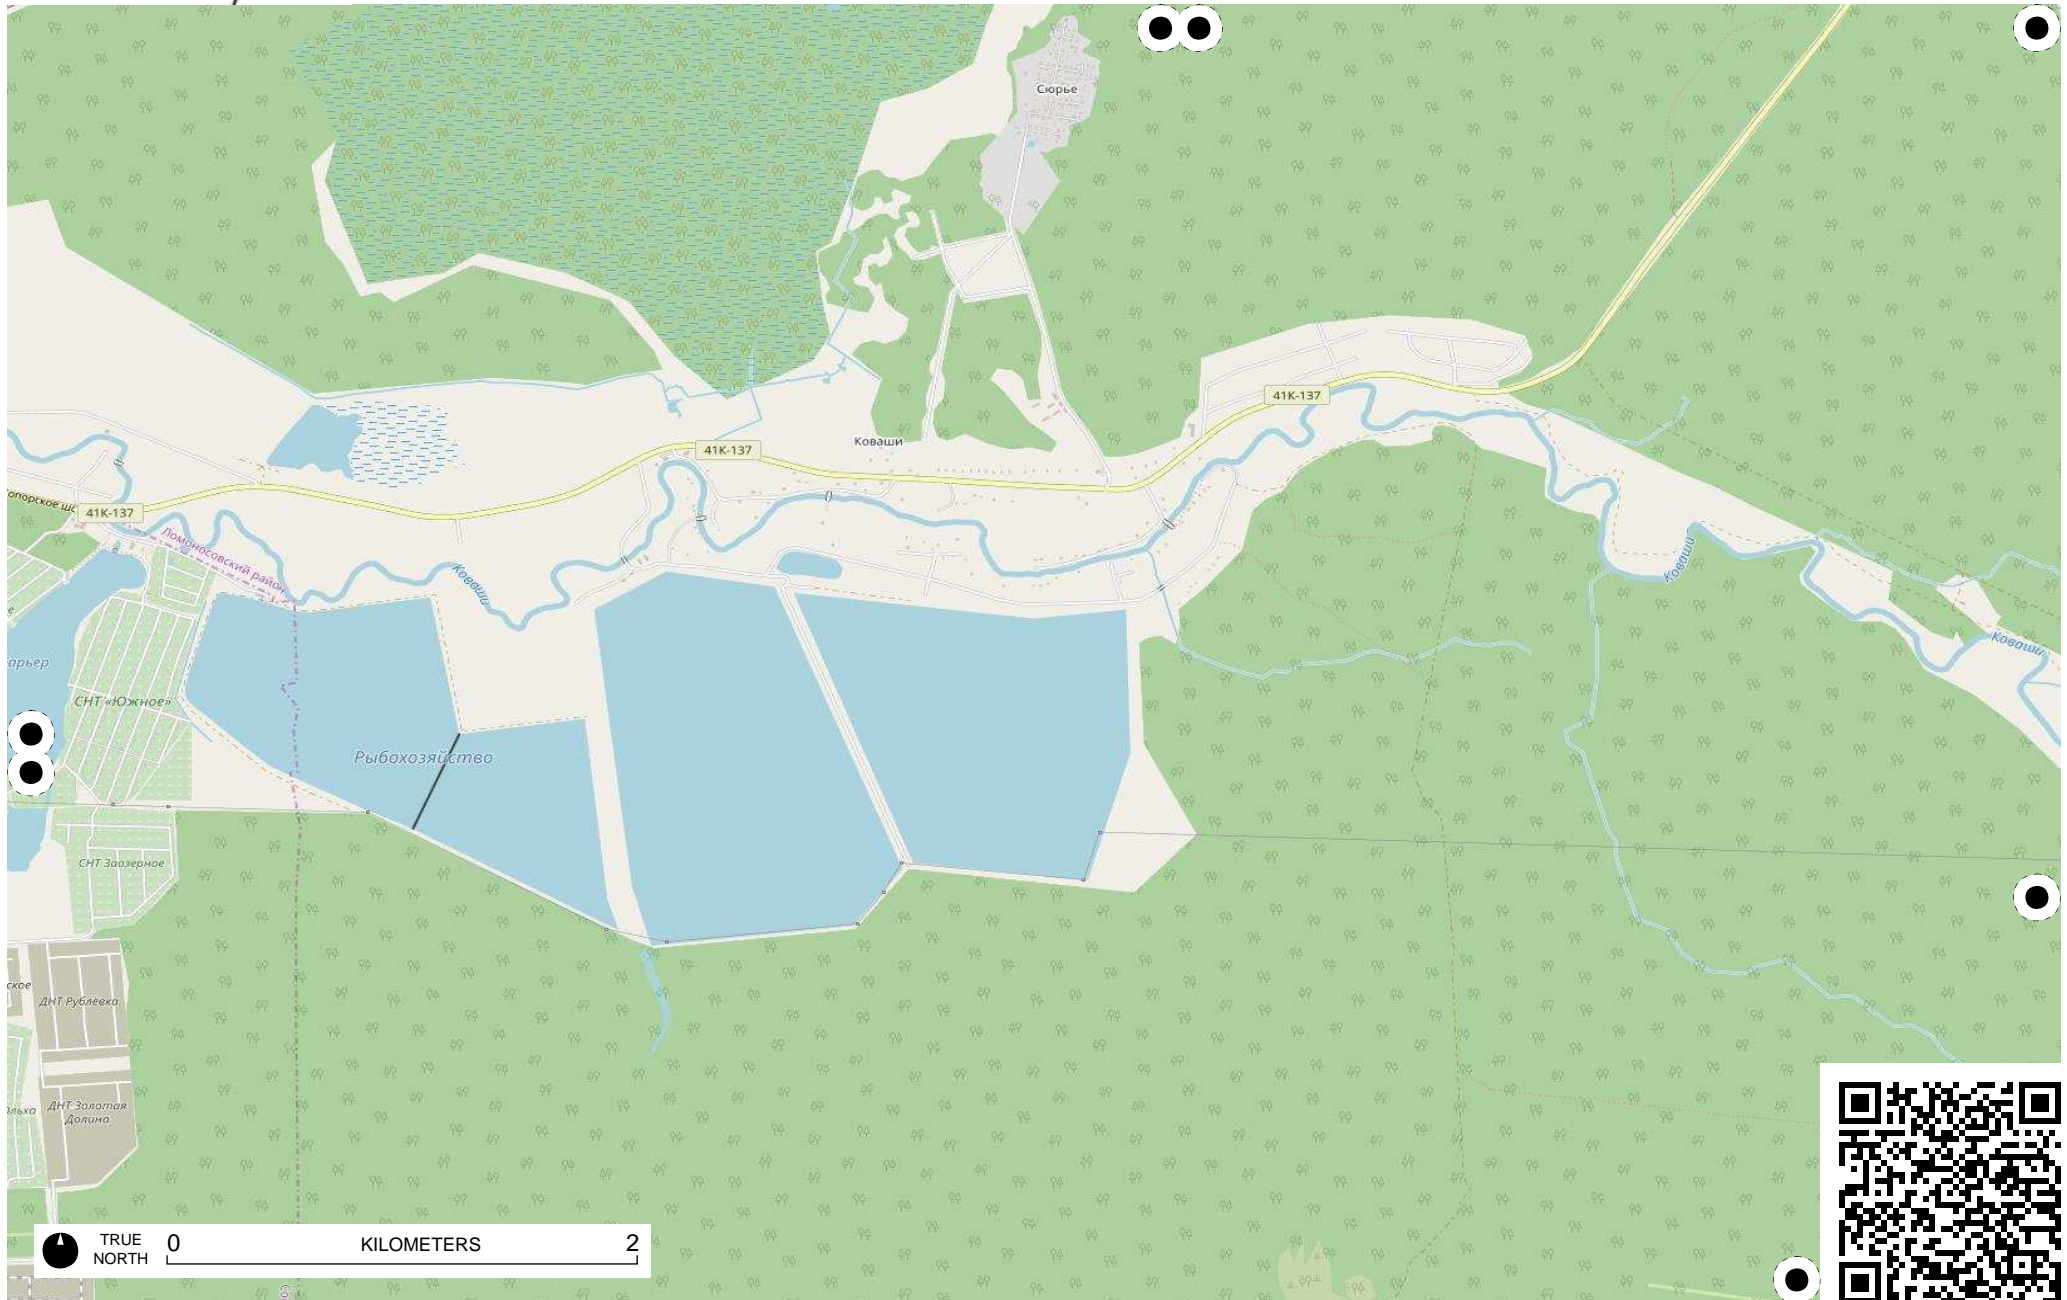 Сюрье
41К-137
Коваши
41К-137
41К-137
Ломоносовский район
Коваши
Коваши
Коваши
СНТ «Южное»
Рыбохозяйство
СНТ Заозерное
ДНТ Рублёвка
ДНТ Золотая
Долина
TRUE
NORTH
0
KILOMETERS
2